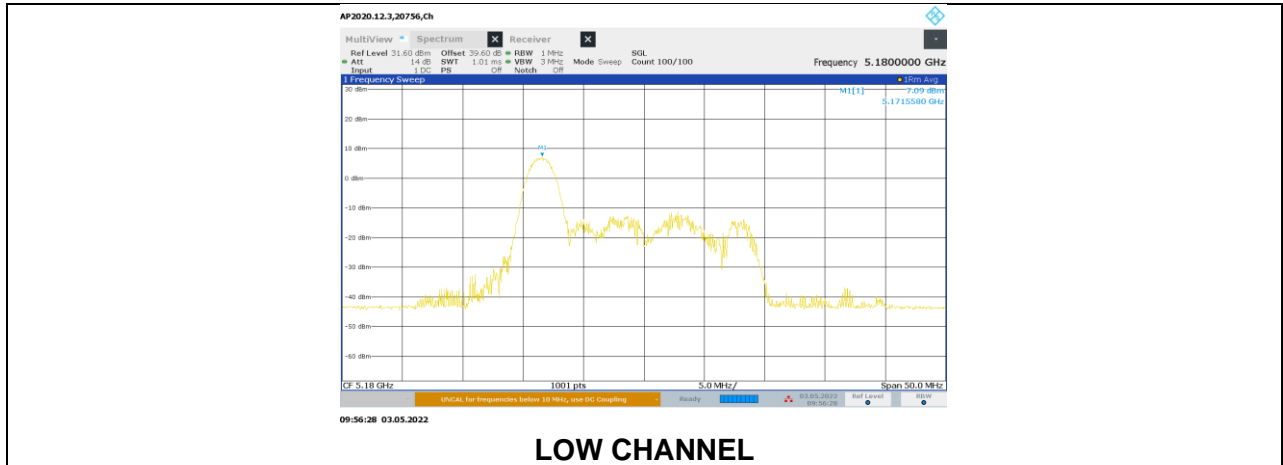 AP2020.12.3,20756,Ch
MultiView Spectrum X Receiver X
Ref Level 31.60 dBm Offset 39.60 dB RBW 1 MHz SGL
Att 14 dB SWT 1.01 ms VBW 3 MHz Mode Sweep Count 100/100 Frequency 5.1800000 GHz
Input 1 DC PS Off Notch Off
1 Frequency Sweep 1Rm Avg
30 dBm M1[1] 7.09 dBm
5.1715580 GHz
20 dBm
10 dBm M1
0 dBm
-10 dBm
-20 dBm
-30 dBm
-40 dBm
-50 dBm
-60 dBm
CF 5.18 GHz 1001 pts 5.0 MHz/ Span 50.0 MHz
UNCAL for frequencies below 10 MHz, use DC Coupling Ready 03.05.2022 Ref Level RBW
09:56:28
09:56:28 03.05.2022
LOW CHANNEL